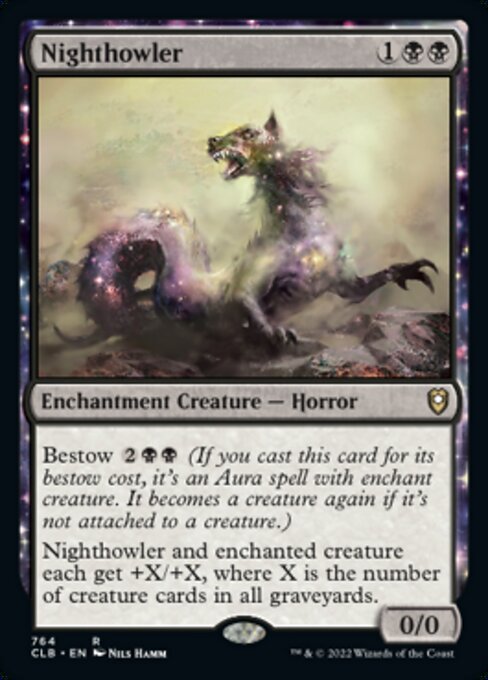 Nighthowler 1
Enchantment Creature — Horror
Bestow 2 (If you cast this card for its
bestow cost, it's an Aura spell with enchant
creature. It becomes a creature again if it's
not attached to a creature.)
Nighthowler and enchanted creature
each get +X/+X, where X is the number
of creature cards in all graveyards.
0/0
764 R
CLB • EN Nils Hamm ™ & © 2022 Wizards of the Coast